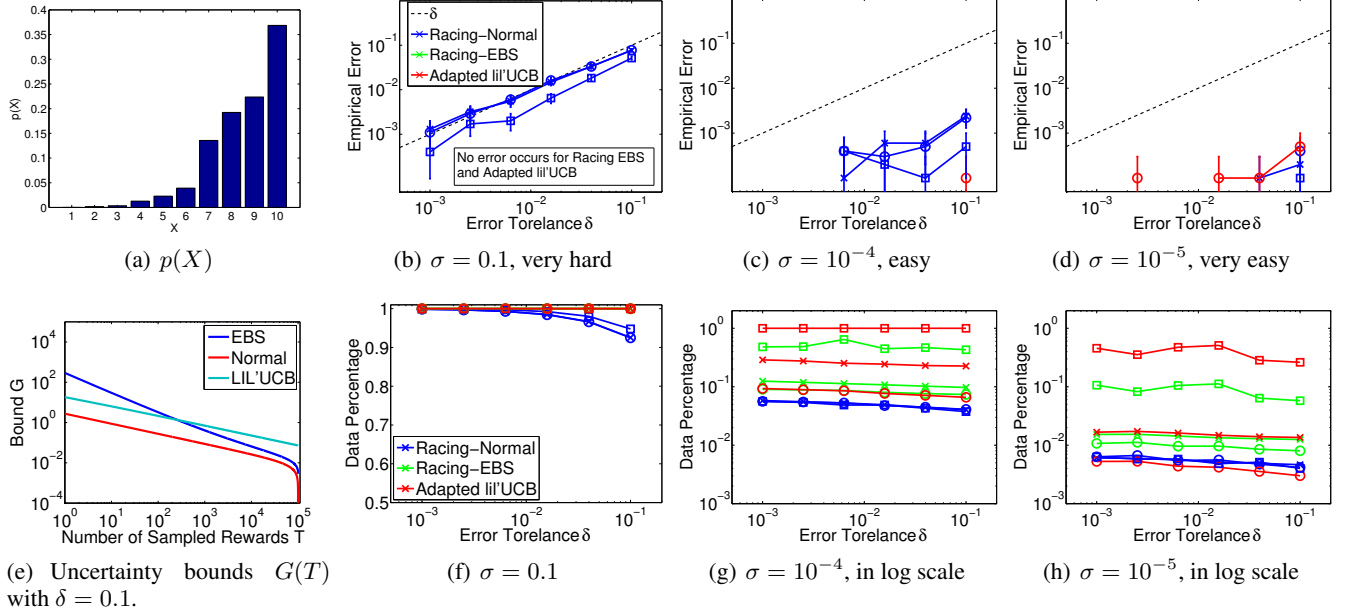 0.4
0.35
0.3
0.25
0.2
0.15
0.1
0.05
0
p(X)
1 2 3 4 5 6 7 8 9 10
X
(a) p(X)
δ
Racing−Normal
Racing−EBS
Adapted lil'UCB
10^−1
10^−2
10^−3
Empirical Error
No error occurs for Racing EBS
and Adapted lil'UCB
10^−3 10^−2 10^−1
Error Torelance δ
(b) σ = 0.1, very hard
10^−1
10^−2
10^−3
Empirical Error
10^−3 10^−2 10^−1
Error Torelance δ
(c) σ = 10^−4, easy
10^−1
10^−2
10^−3
Empirical Error
10^−3 10^−2 10^−1
Error Torelance δ
(d) σ = 10^−5, very easy
EBS
Normal
LIL'UCB
10^4
10^2
10^0
10^−2
10^−4
Bound G
10^0 10^1 10^2 10^3 10^4 10^5
Number of Sampled Rewards T
(e) Uncertainty bounds G(T)
with δ = 0.1.
1
0.9
0.8
0.7
0.6
0.5
Data Percentage
Racing−Normal
Racing−EBS
Adapted lil'UCB
10^−3 10^−2 10^−1
Error Torelance δ
(f) σ = 0.1
10^0
10^−1
10^−2
10^−3
Data Percentage
10^−3 10^−2 10^−1
Error Torelance δ
(g) σ = 10^−4, in log scale
10^0
10^−1
10^−2
10^−3
Data Percentage
10^−3 10^−2 10^−1
Error Torelance δ
(h) σ = 10^−5, in log scale